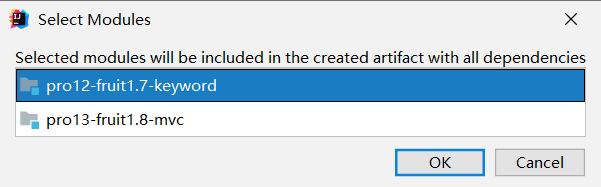 Select Modules
Selected modules will be included in the created artifact with all dependencies
pro12-fruit1.7-keyword
pro13-fruit1.8-mvc
OK
Cancel